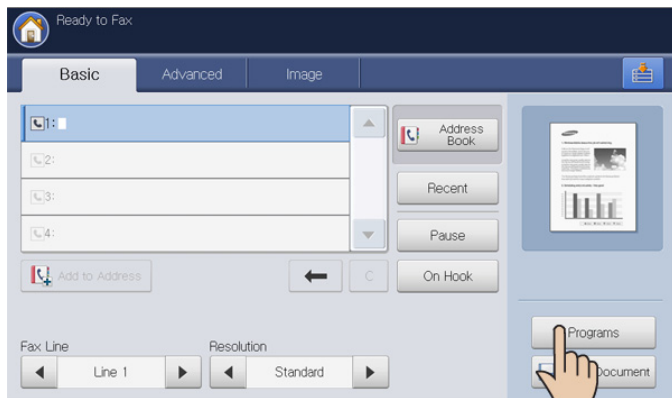 Ready to Fax
Basic
Advanced
Image
1:
2:
3:
4:
Address
Book
Recent
Pause
On Hook
Add to Address
C
Fax Line
Line 1
Resolution
Standard
Programs
Document